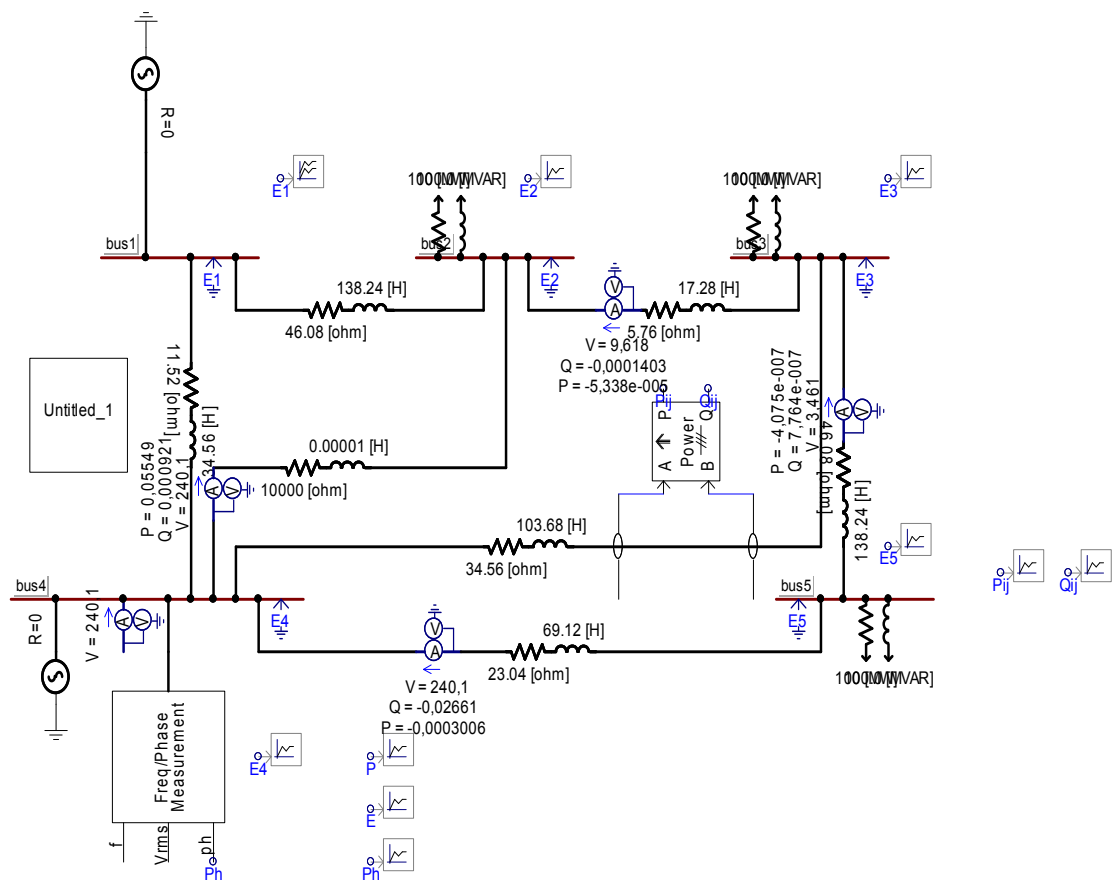 R=0
E1
E2
E3
bus1
bus2
bus3
E1
E2
E3
138.24 [H]
46.08 [ohm]
17.28 [H]
5.76 [ohm]
V = 9,618
Q = -0,0001403
P = -5,338e-005
11.52 [ohm]
34.56 [H]
P = 0,05549
Q = 0,000921
V = 240,1
Untitled_1
0.00001 [H]
10000 [ohm]
Pij
Qij
P
Q
Power
A
B
P = -4,075e-007
Q = 7,764e-007
V = 3,461
46.08 [ohm]
138.24 [H]
103.68 [H]
34.56 [ohm]
E5
Pij
Qij
bus4
bus5
R=0
V = 240,1
E4
E5
69.12 [H]
23.04 [ohm]
V = 240,1
Q = -0,02661
P = -0,0003006
Freq/Phase
Measurement
f
Vrms
ph
Ph
E4
P
E
Ph